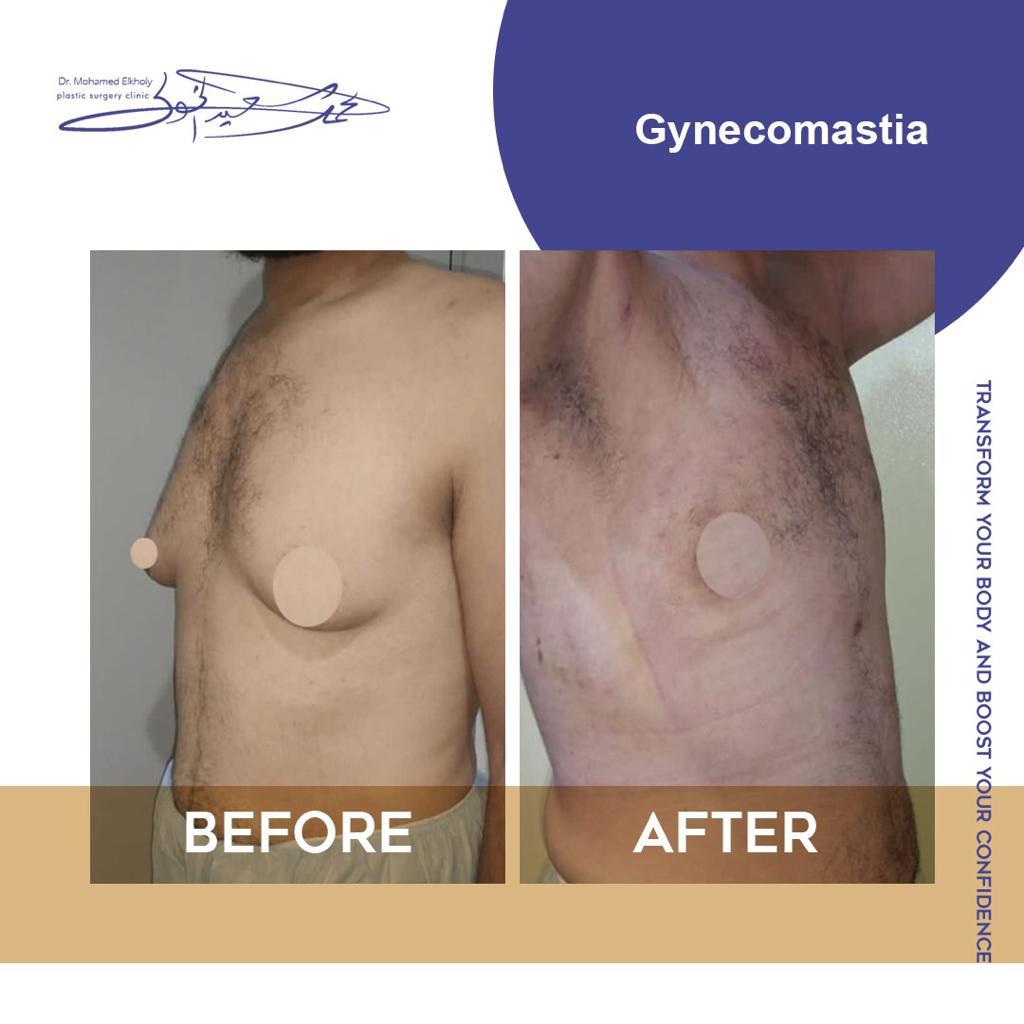 Dr. Mohamed Elkholy
plastic surgery clinic
Gynecomastia
BEFORE
AFTER
TRANSFORM YOUR BODY AND BOOST YOUR CONFIDENCE